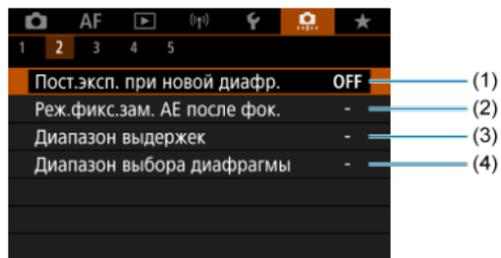 AF
1 2 3 4 5
Пост.эксп. при новой диафр. OFF (1)
Реж.фикс.зам. AE после фок. - (2)
Диапазон выдержек - (3)
Диапазон выбора диафрагмы - (4)